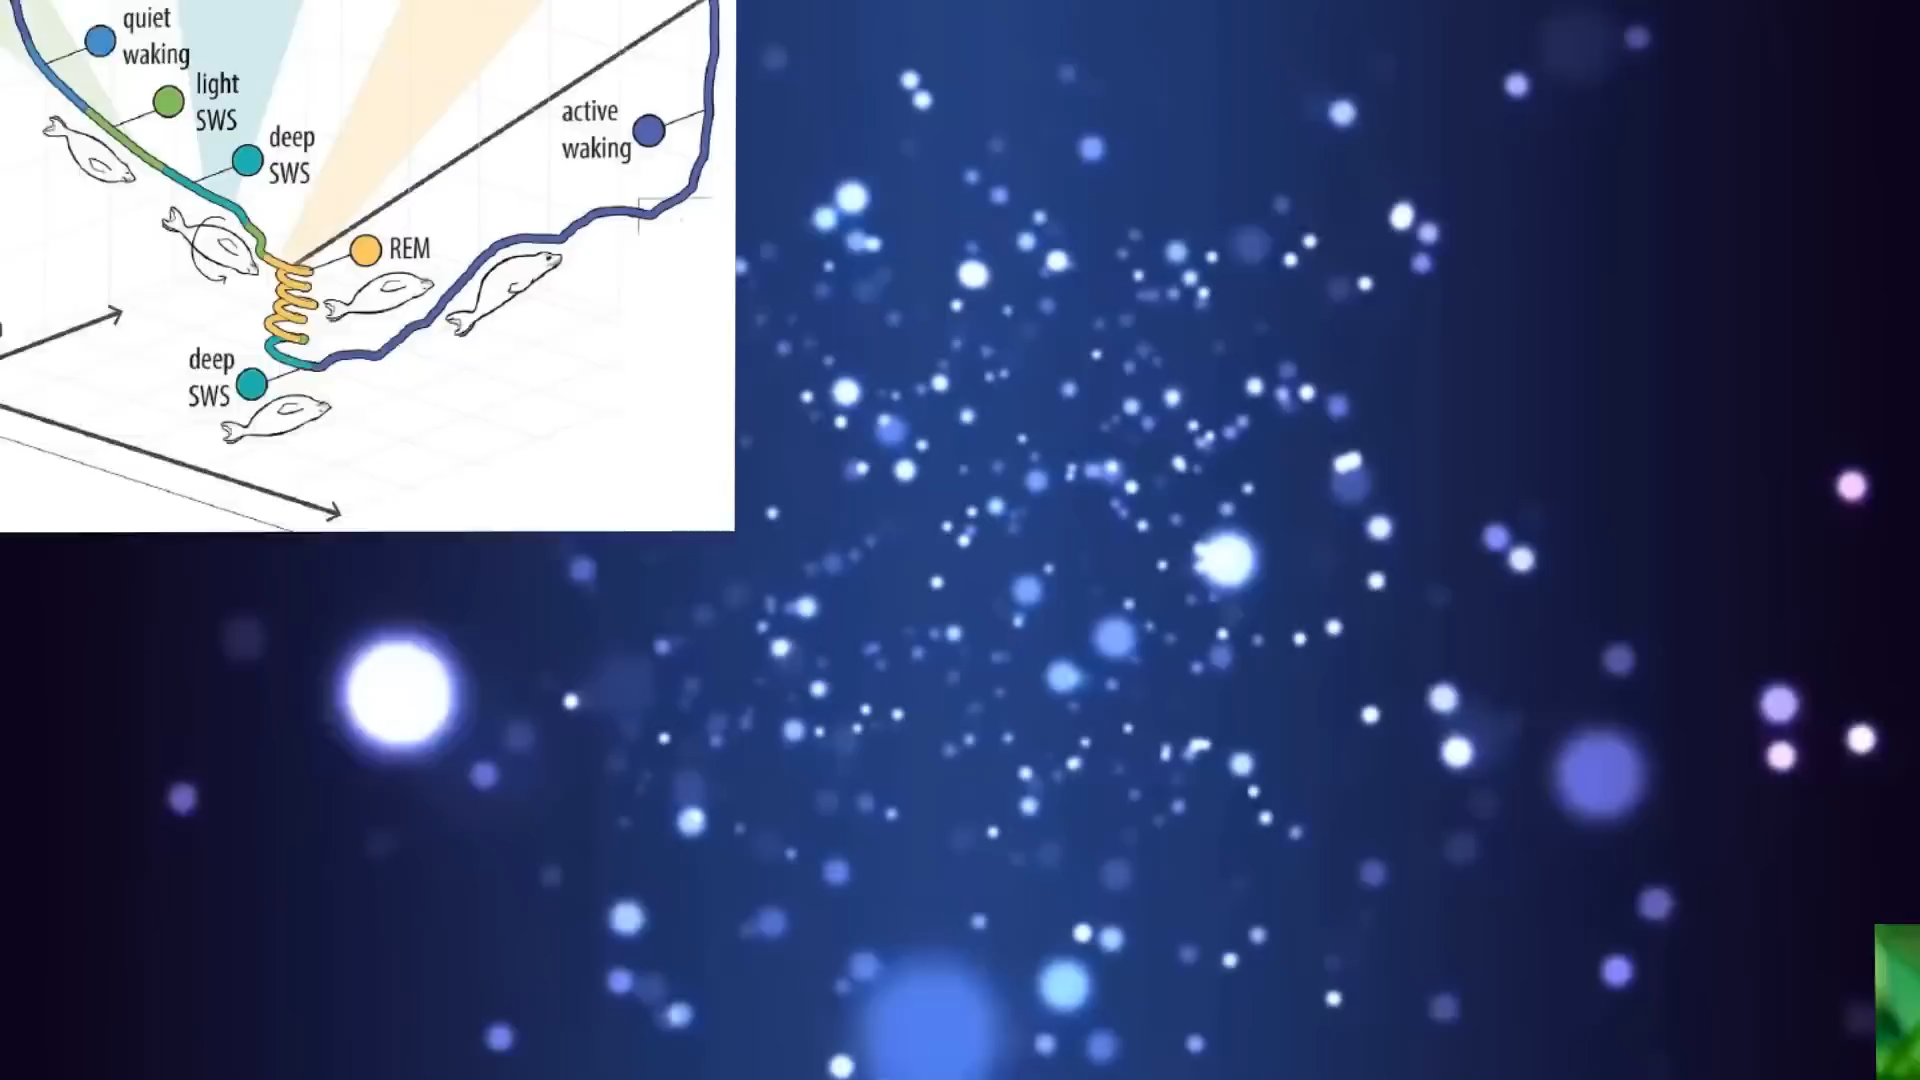 quiet
waking
light
SWS
deep
SWS
active
waking
REM
deep
SWS